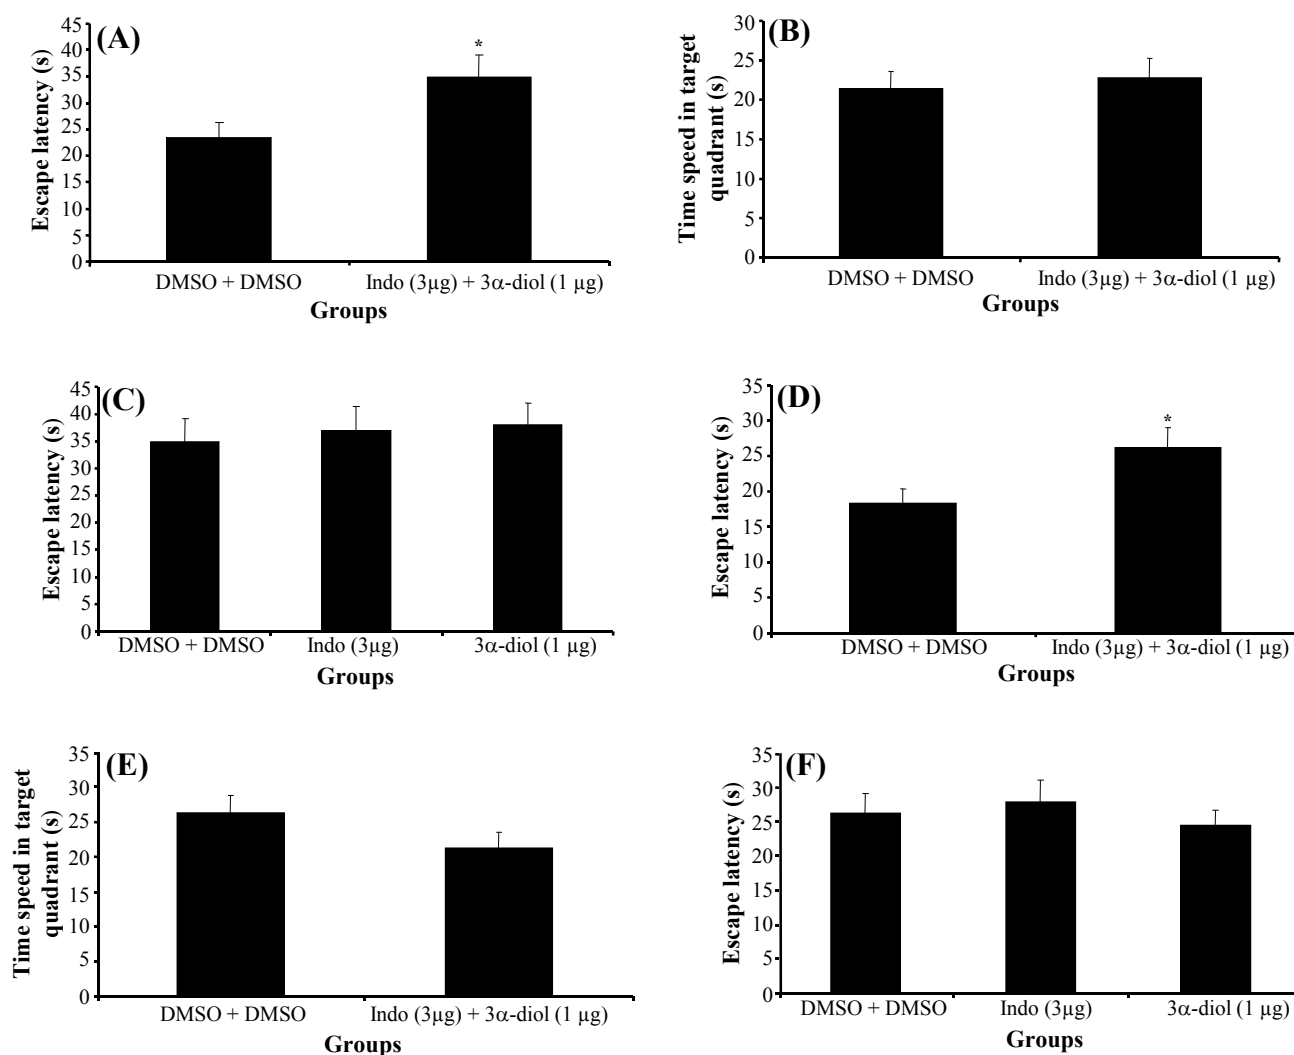 (A)
Escape latency (s)
45
40
35
30
25
20
15
10
5
0
*
DMSO + DMSO
Indo (3µg) + 3α-diol (1 µg)
Groups
(B)
Time speed in target
quadrant (s)
30
25
20
15
10
5
0
DMSO + DMSO
Indo (3µg) + 3α-diol (1 µg)
Groups
(C)
Escape latency (s)
45
40
35
30
25
20
15
10
5
0
DMSO + DMSO
Indo (3µg)
3α-diol (1 µg)
Groups
(D)
Escape latency (s)
35
30
25
20
15
10
5
0
*
DMSO + DMSO
Indo (3µg) + 3α-diol (1 µg)
Groups
(E)
Time speed in target
quadrant (s)
35
30
25
20
15
10
5
0
DMSO + DMSO
Indo (3µg) + 3α-diol (1 µg)
Groups
(F)
Escape latency (s)
35
30
25
20
15
10
5
0
DMSO + DMSO
Indo (3µg)
3α-diol (1 µg)
Groups